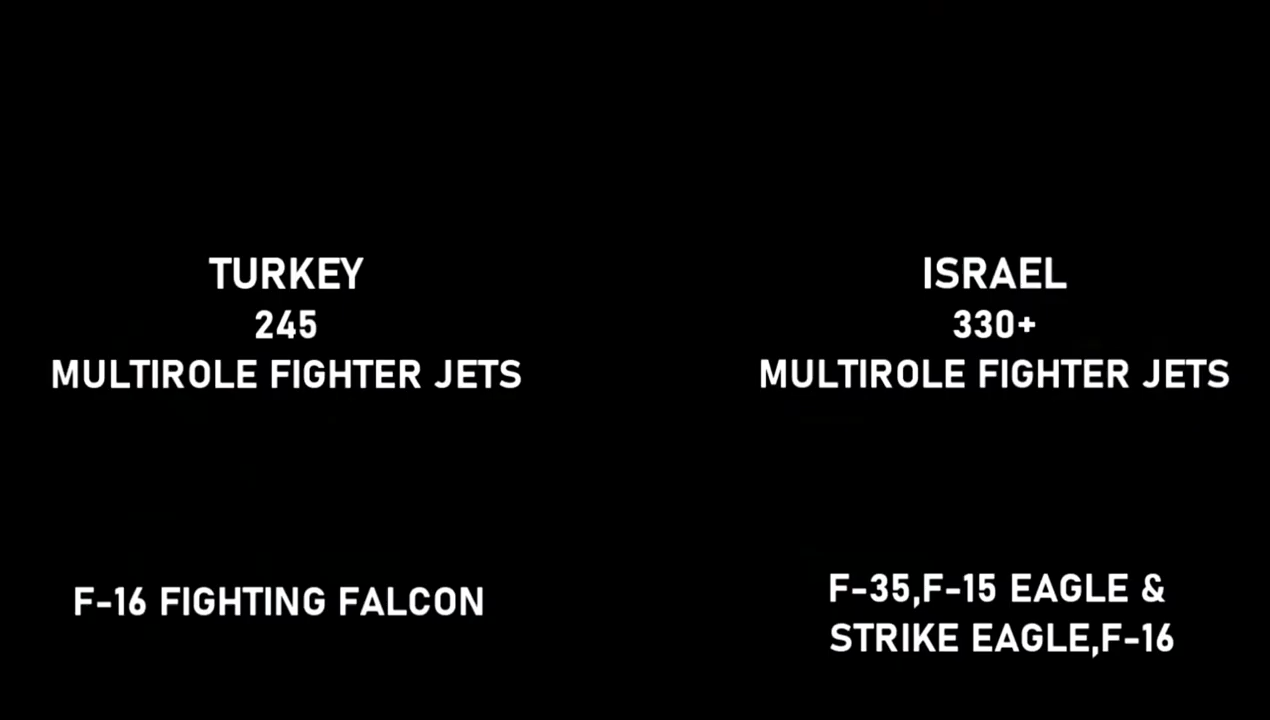 TURKEY
245
MULTIROLE FIGHTER JETS
F-16 FIGHTING FALCON
ISRAEL
330+
MULTIROLE FIGHTER JETS
F-35,F-15 EAGLE &
STRIKE EAGLE,F-16